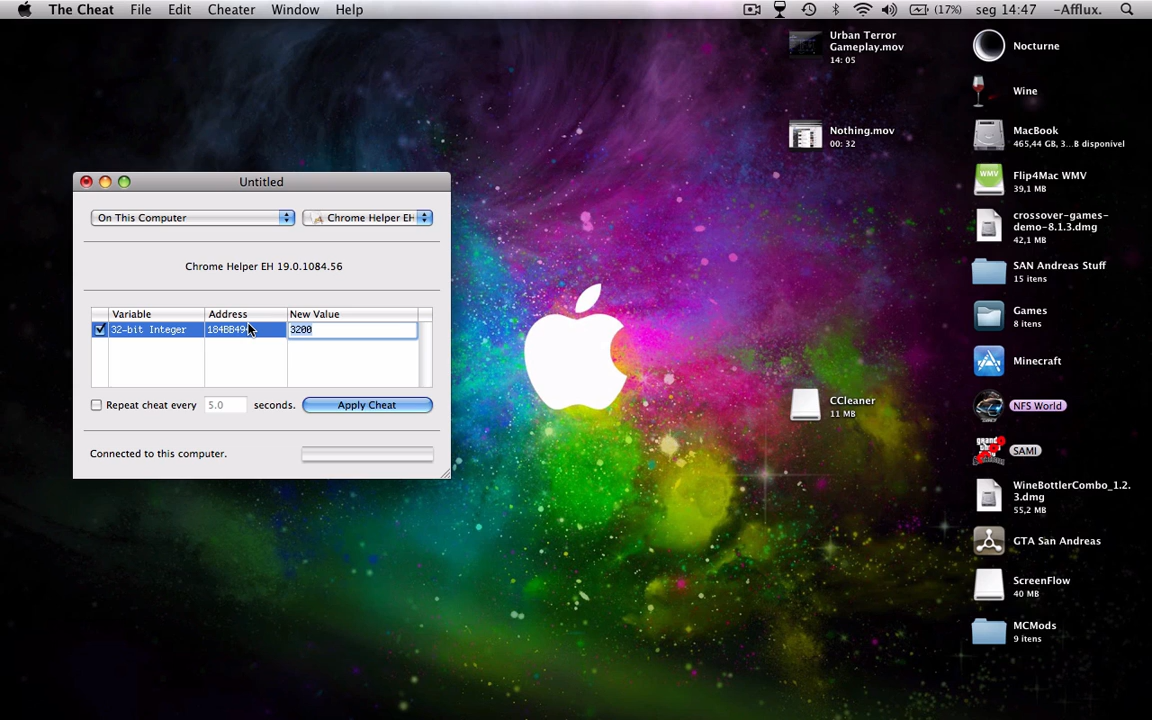 The Cheat File Edit Cheater Window Help
(17%) seg 14:47 -Afflux.
Urban Terror
Gameplay.mov
14: 05
Nocturne
Wine
Nothing.mov
00: 32
MacBook
465,44 GB, 3...B disponível
Flip4Mac WMV
39,1 MB
WMV
crossover-games-
demo-8.1.3.dmg
42,1 MB
SAN Andreas Stuff
15 itens
Games
8 itens
Minecraft
CCleaner
11 MB
NFS World
SAMI
WineBottlerCombo_1.2.
3.dmg
55,2 MB
GTA San Andreas
ScreenFlow
40 MB
MCMods
9 itens
Untitled
On This Computer
Chrome Helper EH
Chrome Helper EH 19.0.1084.56
Variable Address New Value
32-bit Integer 3200
Repeat cheat every 5.0 seconds. Apply Cheat
Connected to this computer.